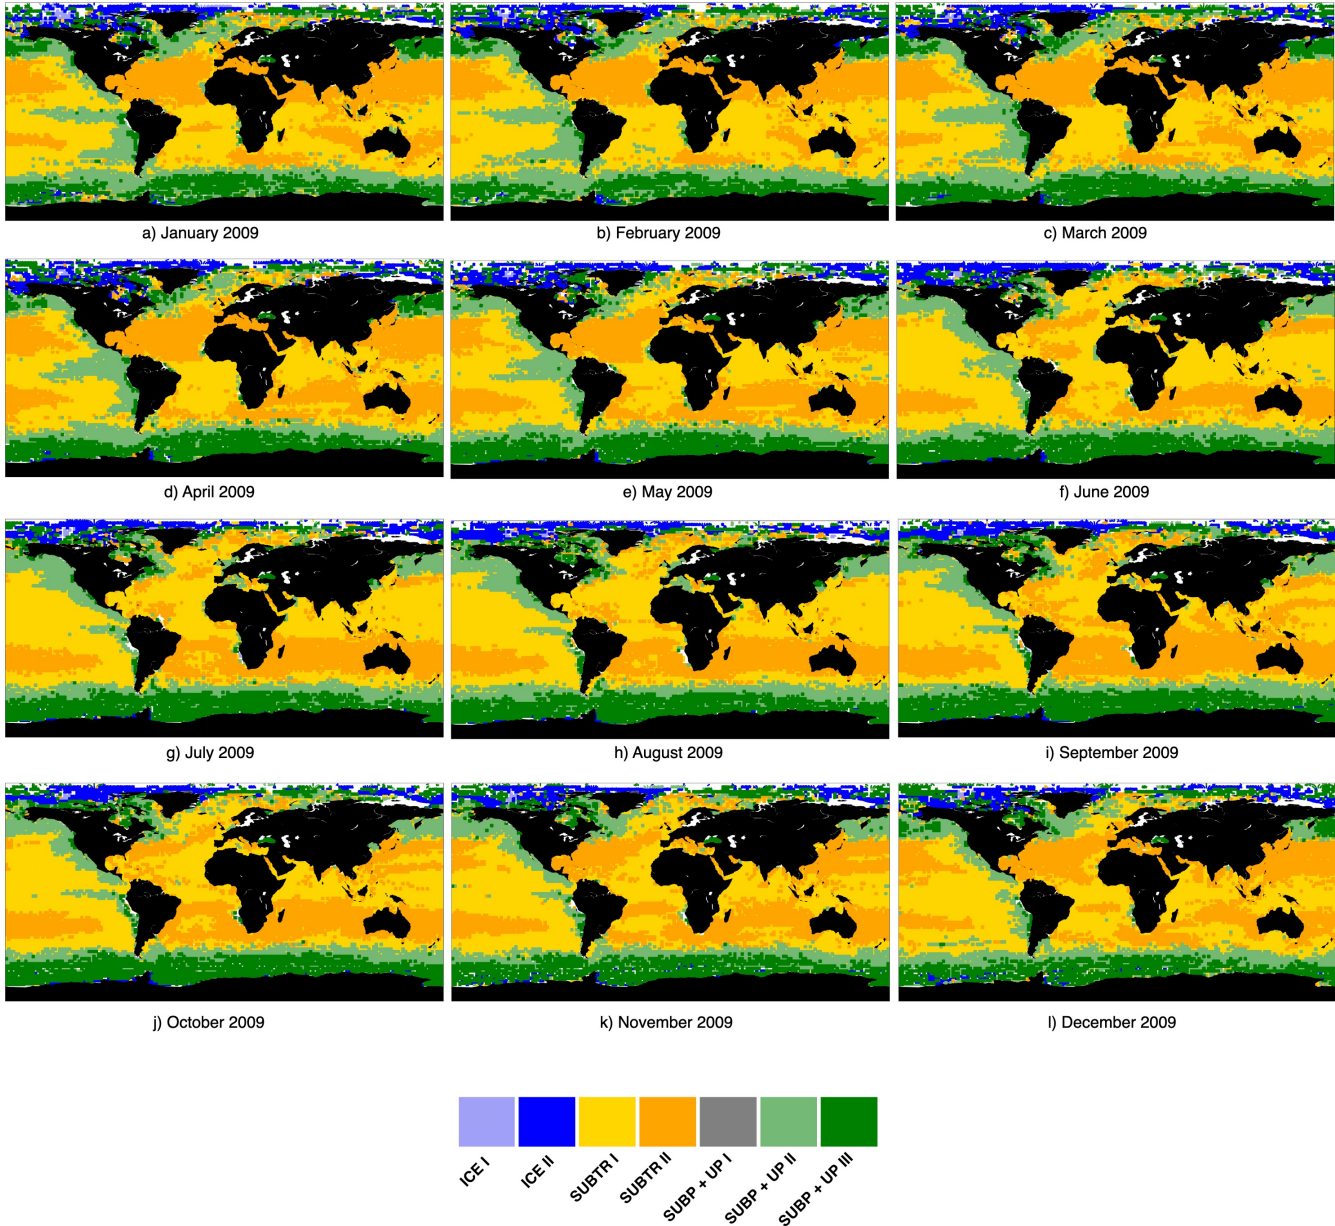 a) January 2009
b) February 2009
c) March 2009
d) April 2009
e) May 2009
f) June 2009
g) July 2009
h) August 2009
i) September 2009
j) October 2009
k) November 2009
l) December 2009
ICE I
ICE II
SUBTR I
SUBTR II
SUBP + UP I
SUBP + UP II
SUBP + UP III